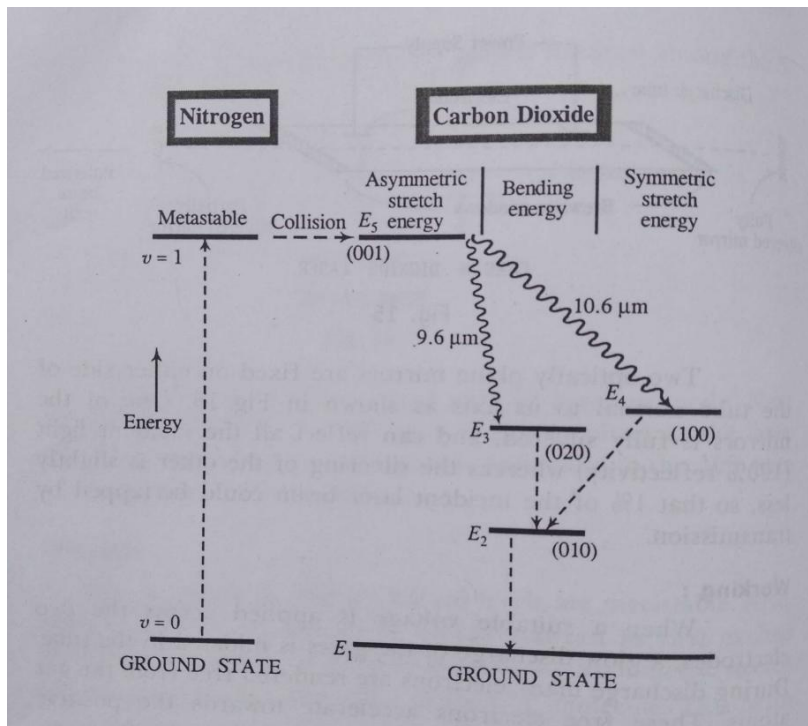 Nitrogen
Carbon Dioxide
Asymmetric stretch energy
Bending energy
Symmetric stretch energy
Metastable
Collision
E5
v = 1
(001)
10.6 μm
9.6 μm
Energy
E4
(100)
E3
(020)
E2
(010)
v = 0
GROUND STATE
E1
GROUND STATE